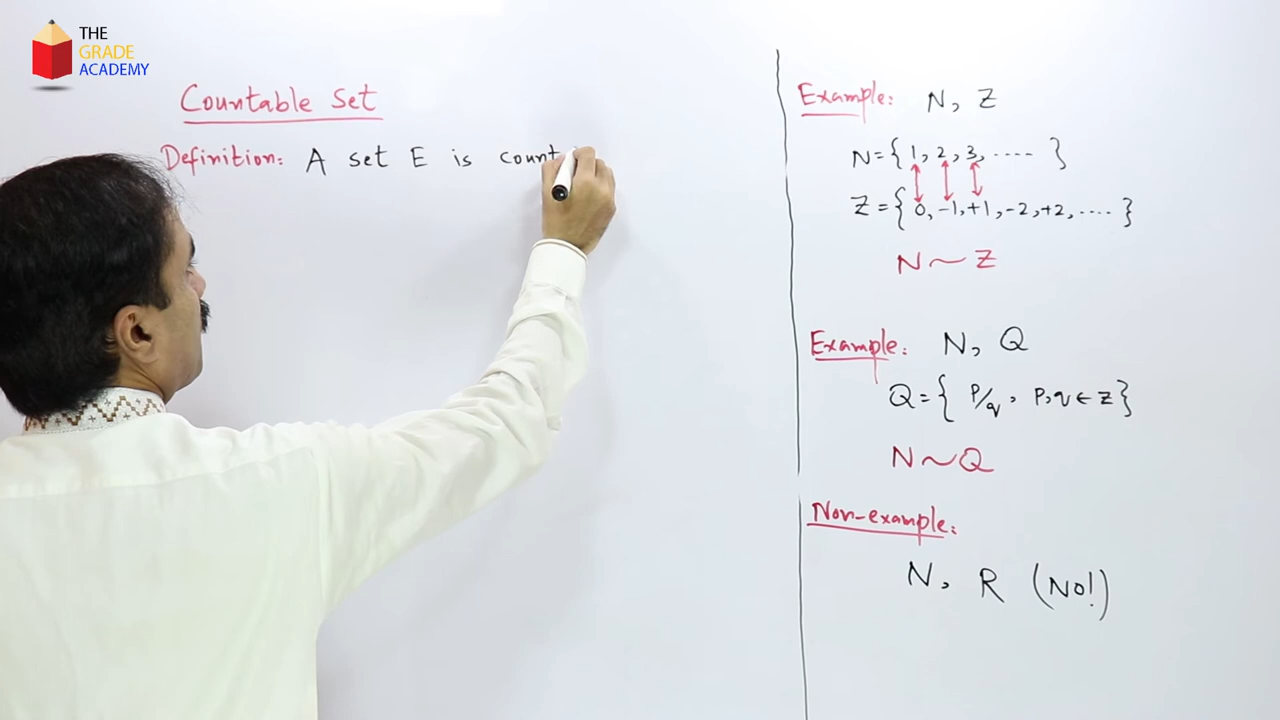 THE
GRADE
ACADEMY
Countable Set
Definition: A set E is count
Example: N, Z
N={1, 2, 3, ---- }
Z={0, -1, +1, -2, +2, .... }
N ~ Z
Example: N, Q
Q={ P/q, P,q ∈ Z}
N ~ Q
Non-example:
N, R (No!)